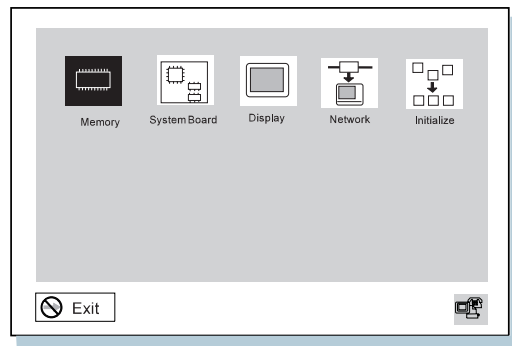 Memory
System Board
Display
Network
Initialize
Exit